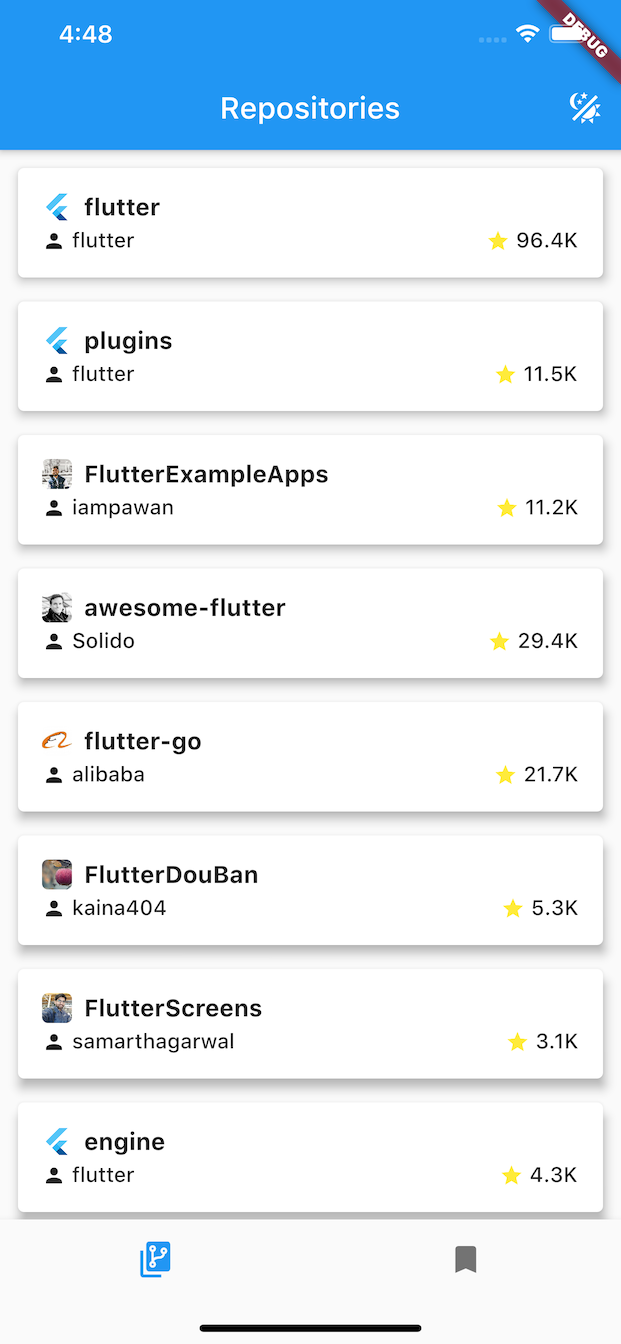 4:48
DEBUG
Repositories
flutter
flutter 96.4K
plugins
flutter 11.5K
FlutterExampleApps
iampawan 11.2K
awesome-flutter
Solido 29.4K
flutter-go
alibaba 21.7K
FlutterDouBan
kaina404 5.3K
FlutterScreens
samarthagarwal 3.1K
engine
flutter 4.3K